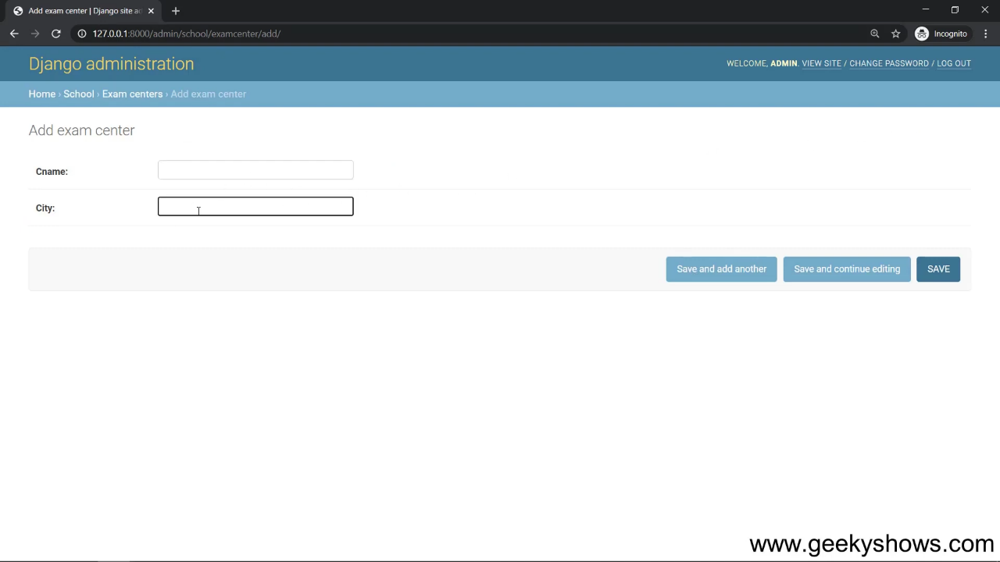 Add exam center | Django site ad
127.0.0.1:8000/admin/school/examcenter/add/
Incognito
Django administration
WELCOME, ADMIN. VIEW SITE / CHANGE PASSWORD / LOG OUT
Home › School › Exam centers › Add exam center
Add exam center
Cname:
City:
Save and add another
Save and continue editing
SAVE
www.geekyshows.com